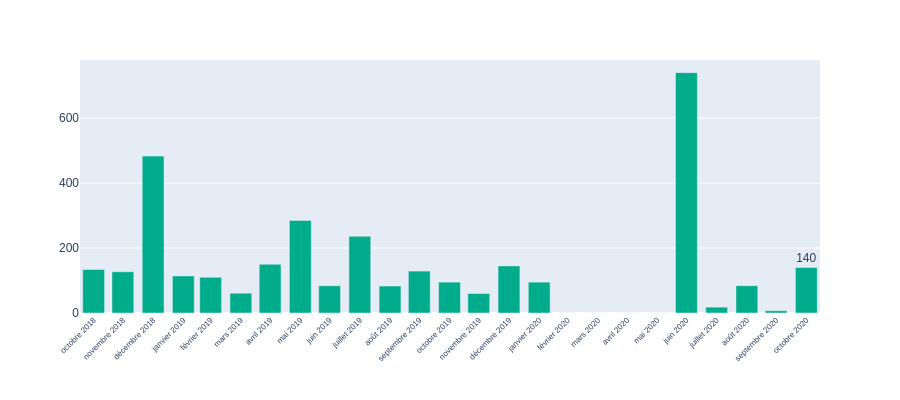 600
400
200
0
140
octobre 2018
novembre 2018
décembre 2018
janvier 2019
février 2019
mars 2019
avril 2019
mai 2019
juin 2019
juillet 2019
août 2019
septembre 2019
octobre 2019
novembre 2019
décembre 2019
janvier 2020
février 2020
mars 2020
avril 2020
mai 2020
juin 2020
juillet 2020
août 2020
septembre 2020
octobre 2020